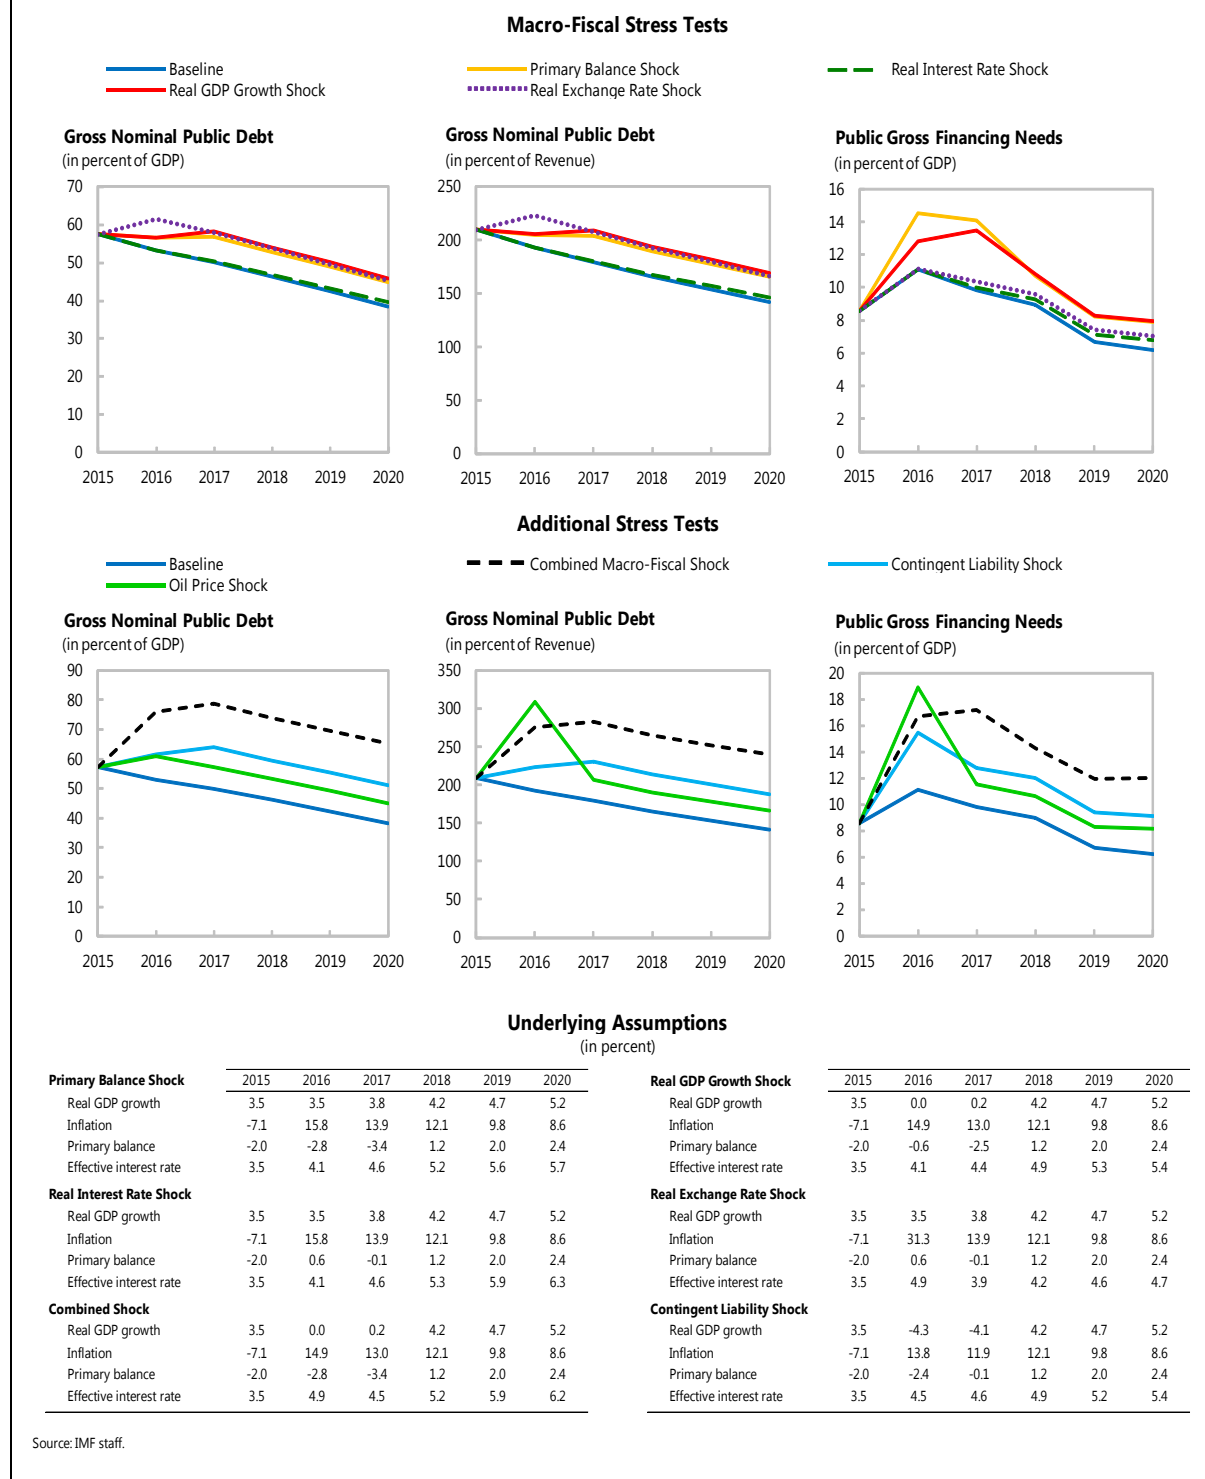 Macro-Fiscal Stress Tests
Baseline
Primary Balance Shock
Real Interest Rate Shock
Real GDP Growth Shock
Real Exchange Rate Shock
Gross Nominal Public Debt
(in percent of GDP)
70
60
50
40
30
20
10
0
2015 2016 2017 2018 2019 2020
Gross Nominal Public Debt
(in percent of Revenue)
250
200
150
100
50
0
2015 2016 2017 2018 2019 2020
Public Gross Financing Needs
(in percent of GDP)
16
14
12
10
8
6
4
2
0
2015 2016 2017 2018 2019 2020
Additional Stress Tests
Baseline
Combined Macro-Fiscal Shock
Contingent Liability Shock
Oil Price Shock
Gross Nominal Public Debt
(in percent of GDP)
90
80
70
60
50
40
30
20
10
0
2015 2016 2017 2018 2019 2020
Gross Nominal Public Debt
(in percent of Revenue)
350
300
250
200
150
100
50
0
2015 2016 2017 2018 2019 2020
Public Gross Financing Needs
(in percent of GDP)
20
18
16
14
12
10
8
6
4
2
0
2015 2016 2017 2018 2019 2020
Underlying Assumptions
(in percent)
Primary Balance Shock 2015 2016 2017 2018 2019 2020
Real GDP growth 3.5 3.5 3.8 4.2 4.7 5.2
Inflation -7.1 15.8 13.9 12.1 9.8 8.6
Primary balance -2.0 -2.8 -3.4 1.2 2.0 2.4
Effective interest rate 3.5 4.1 4.6 5.2 5.6 5.7
Real Interest Rate Shock
Real GDP growth 3.5 3.5 3.8 4.2 4.7 5.2
Inflation -7.1 15.8 13.9 12.1 9.8 8.6
Primary balance -2.0 0.6 -0.1 1.2 2.0 2.4
Effective interest rate 3.5 4.1 4.6 5.3 5.9 6.3
Combined Shock
Real GDP growth 3.5 0.0 0.2 4.2 4.7 5.2
Inflation -7.1 14.9 13.0 12.1 9.8 8.6
Primary balance -2.0 -2.8 -3.4 1.2 2.0 2.4
Effective interest rate 3.5 4.9 4.5 5.2 5.9 6.2
Real GDP Growth Shock 2015 2016 2017 2018 2019 2020
Real GDP growth 3.5 0.0 0.2 4.2 4.7 5.2
Inflation -7.1 14.9 13.0 12.1 9.8 8.6
Primary balance -2.0 -0.6 -2.5 1.2 2.0 2.4
Effective interest rate 3.5 4.1 4.4 4.9 5.3 5.4
Real Exchange Rate Shock
Real GDP growth 3.5 3.5 3.8 4.2 4.7 5.2
Inflation -7.1 31.3 13.9 12.1 9.8 8.6
Primary balance -2.0 0.6 -0.1 1.2 2.0 2.4
Effective interest rate 3.5 4.9 3.9 4.2 4.6 4.7
Contingent Liability Shock
Real GDP growth 3.5 -4.3 -4.1 4.2 4.7 5.2
Inflation -7.1 13.8 11.9 12.1 9.8 8.6
Primary balance -2.0 -2.4 -0.1 1.2 2.0 2.4
Effective interest rate 3.5 4.5 4.6 4.9 5.2 5.4
Source: IMF staff.